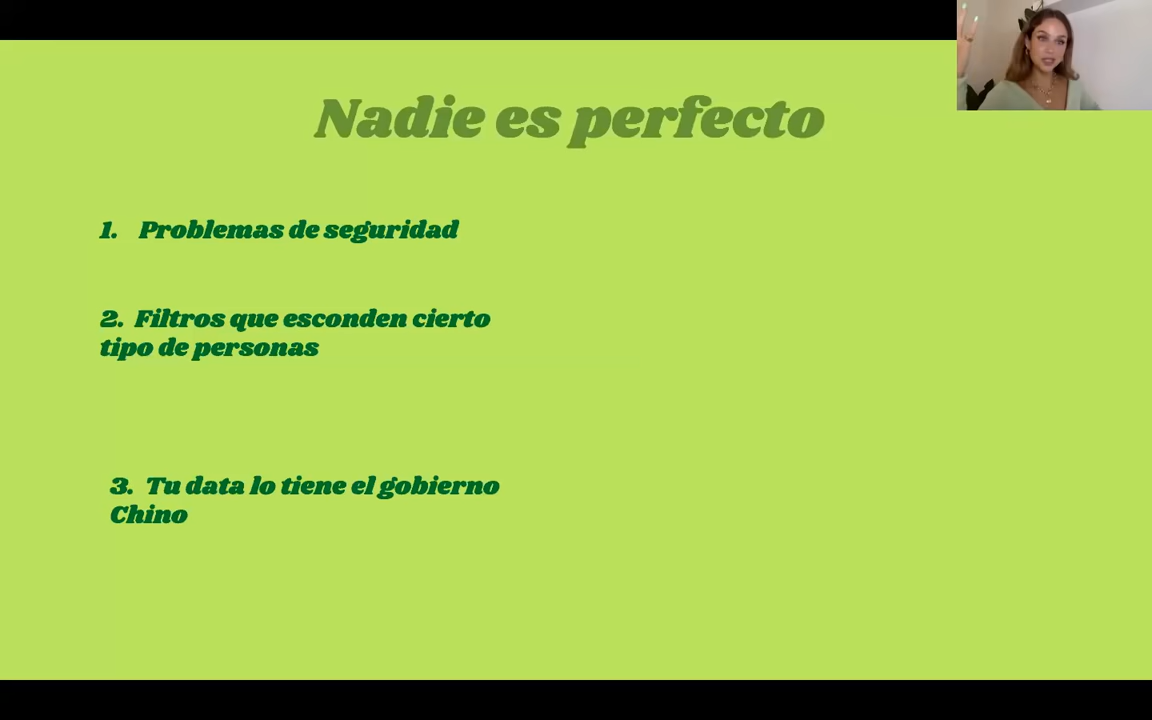 Nadie es perfecto
1. Problemas de seguridad
2. Filtros que esconden cierto
tipo de personas
3. Tu data lo tiene el gobierno
Chino